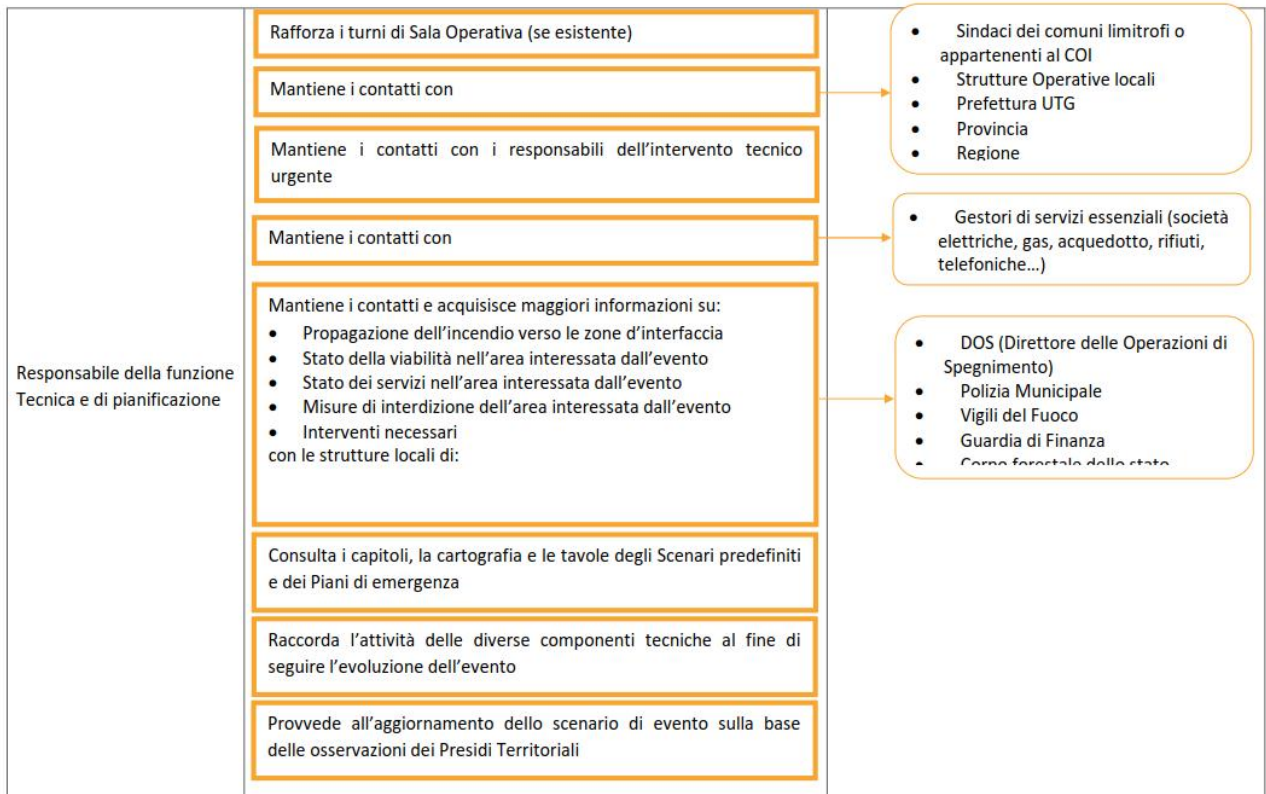 Responsabile della funzione
Tecnica e di pianificazione
Rafforza i turni di Sala Operativa (se esistente)
Mantiene i contatti con
• Sindaci dei comuni limitrofi o
appartenenti al COI
• Strutture Operative locali
• Prefettura UTG
• Provincia
• Regione
Mantiene i contatti con i responsabili dell'intervento tecnico
urgente
Mantiene i contatti con
• Gestori di servizi essenziali (società
elettriche, gas, acquedotto, rifiuti,
telefoniche…)
Mantiene i contatti e acquisisce maggiori informazioni su:
• Propagazione dell'incendio verso le zone d'interfaccia
• Stato della viabilità nell'area interessata dall'evento
• Stato dei servizi nell'area interessata dall'evento
• Misure di interdizione dell'area interessata dall'evento
• Interventi necessari
con le strutture locali di:
• DOS (Direttore delle Operazioni di
Spegnimento)
• Polizia Municipale
• Vigili del Fuoco
• Guardia di Finanza
• Corpo forestale dello stato
Consulta i capitoli, la cartografia e le tavole degli Scenari predefiniti
e dei Piani di emergenza
Raccorda l'attività delle diverse componenti tecniche al fine di
seguire l'evoluzione dell'evento
Provvede all'aggiornamento dello scenario di evento sulla base
delle osservazioni dei Presidi Territoriali